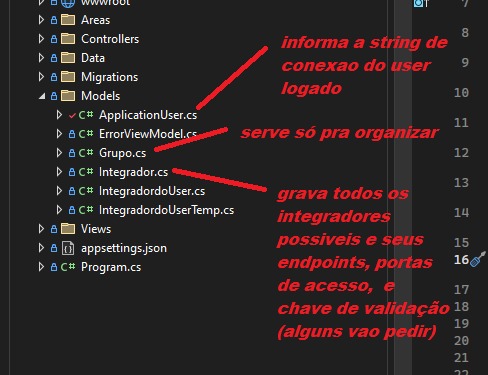 wwwroot
Areas
Controllers
Data
Migrations
Models
C# ApplicationUser.cs
C# ErrorViewModel.cs
C# Grupo.cs
C# Integrador.cs
C# IntegradordoUser.cs
C# IntegradordoUserTemp.cs
Views
appsettings.json
C# Program.cs
informa a string de
conexao do user
logado
serve só pra organizar
grava todos os
integradores
possiveis e seus
endpoints, portas
de acesso, e
chave de validação
(alguns vao pedir)
7
8
9
10
11
12
13
14
15
16
17
18
19
20
21
22